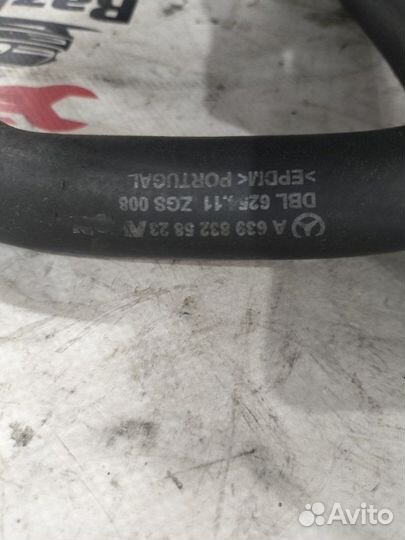 A 639 832 58 23
DBL 625 .11 ZGS 008
>EPDM< PORTUGAL
Avito